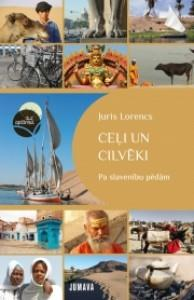 Juris Lorencs
CEĻI UN
CILVĒKI
Pa slavenību pēdām
JUMAVA